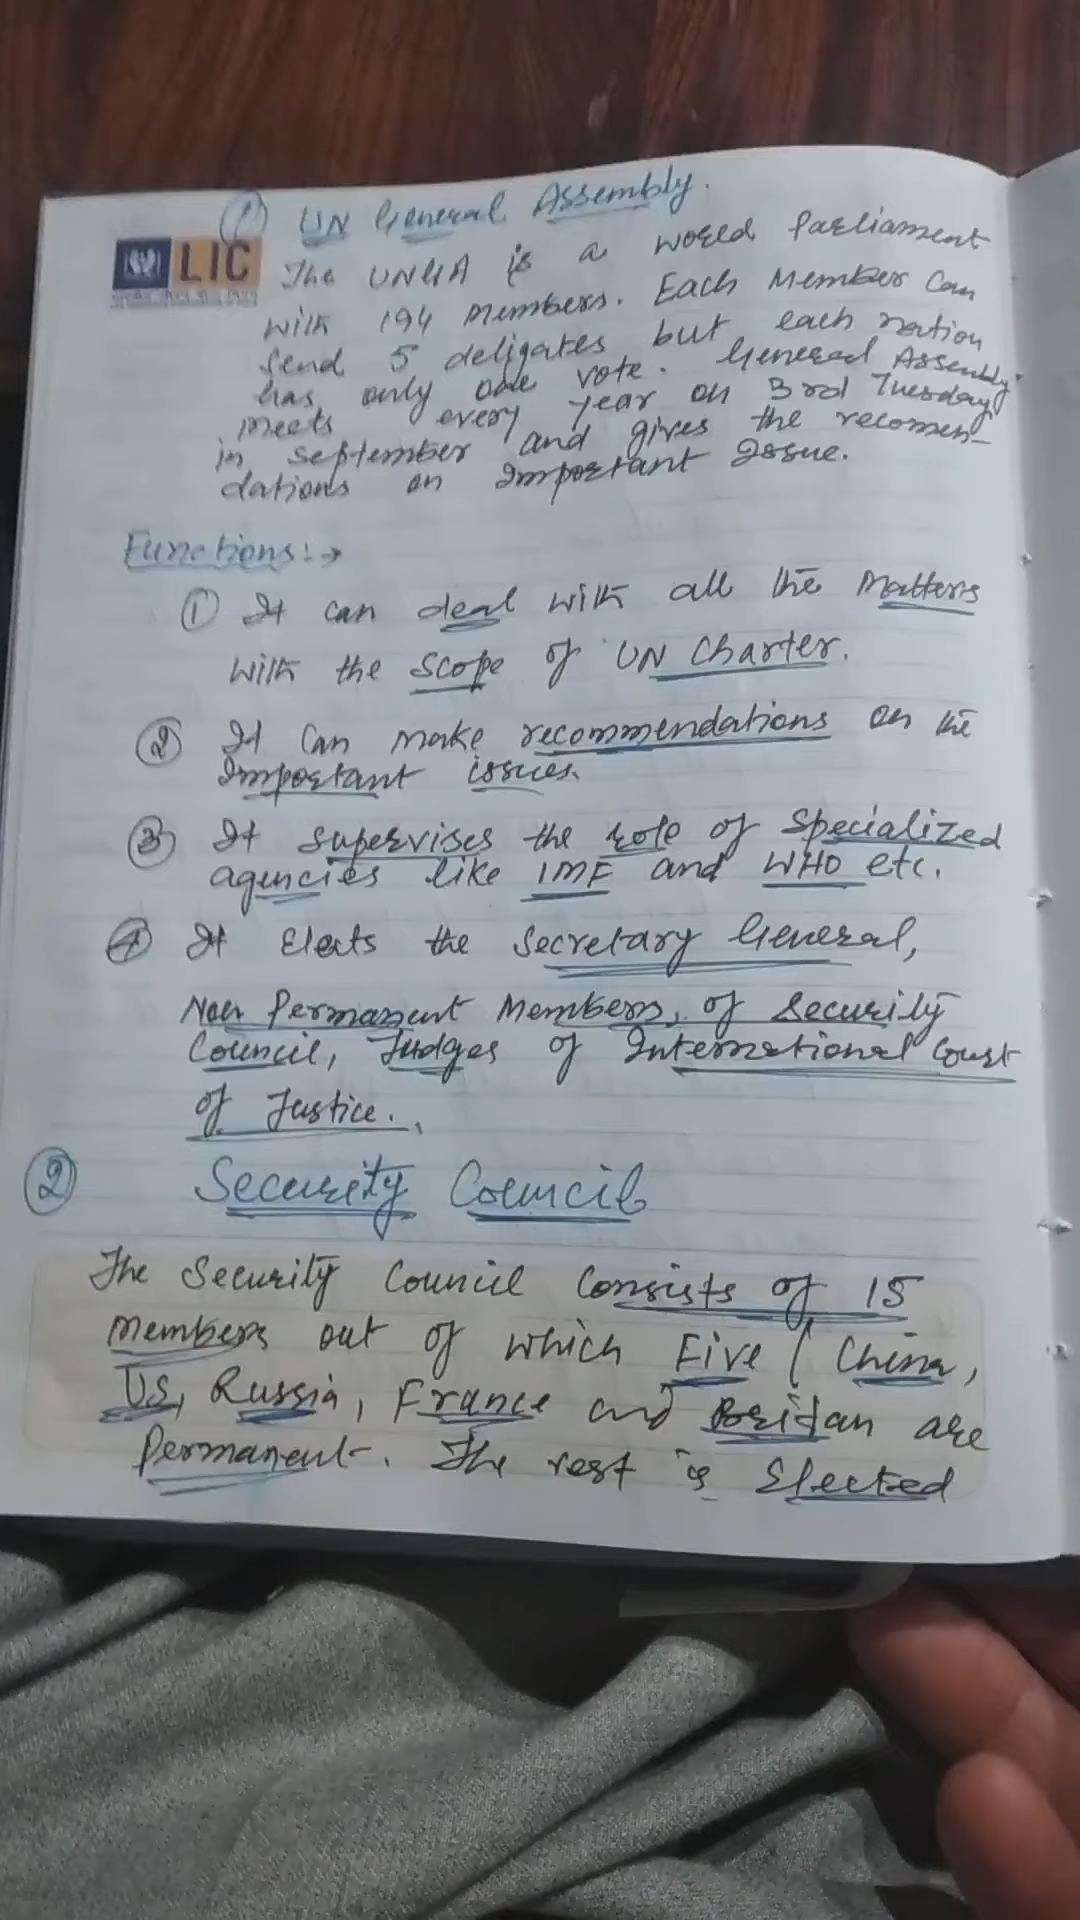 ① UN General Assembly.
LIC
The UNGA is a world Parliament
with 194 members. Each Member Can
Send 5 deligates but each nation
has only one vote. General Assembly
meets every year on 3rd Tuesday
in september and gives the recomen-
dations on Important Issue.
Functions:→
① It can deal with all the Matters
with the scope of UN Charter.
② It Can make recommendations on the
Important issues.
③ It supervises the role of Specialized
agencies like IMF and WHO etc.
④ It Elects the Secretary General,
Non Permanent Members, of Security
Council, Judges of International Court
of Justice.
② Security Council
The Security Council Consists of 15
Members out of which Five ( China,
US, Russia, France and Britan are
Permanent. The rest is Elected